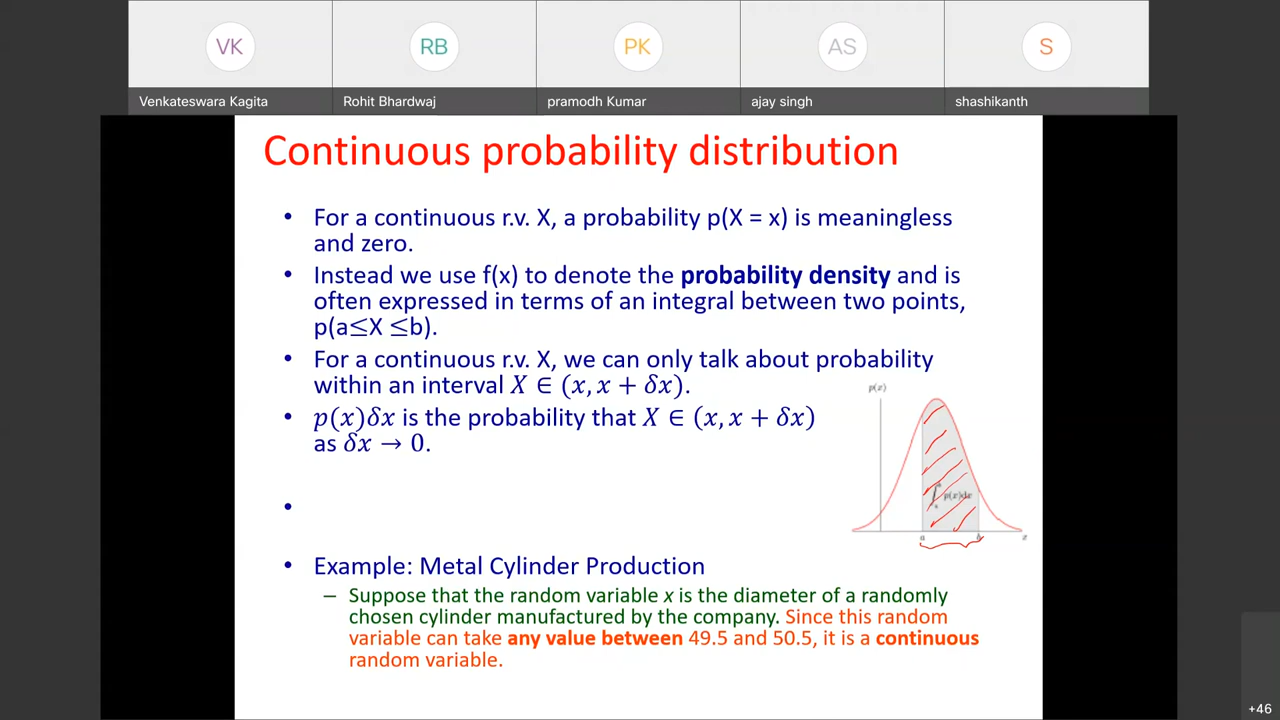 VK RB PK AS S
Venkateswara Kagita Rohit Bhardwaj pramodh Kumar ajay singh shashikanth
Continuous probability distribution
• For a continuous r.v. X, a probability p(X = x) is meaningless
and zero.
• Instead we use f(x) to denote the probability density and is
often expressed in terms of an integral between two points,
p(a≤X ≤b).
• For a continuous r.v. X, we can only talk about probability
within an interval 𝑋 ∈ (𝑥, 𝑥 + 𝛿𝑥).
• 𝑝(𝑥)𝛿𝑥 is the probability that 𝑋 ∈ (𝑥, 𝑥 + 𝛿𝑥)
as 𝛿𝑥 → 0.
•
p(x)
∫ p(x)dx
a b x
• Example: Metal Cylinder Production
– Suppose that the random variable x is the diameter of a randomly
chosen cylinder manufactured by the company. Since this random
variable can take any value between 49.5 and 50.5, it is a continuous
random variable.
+46